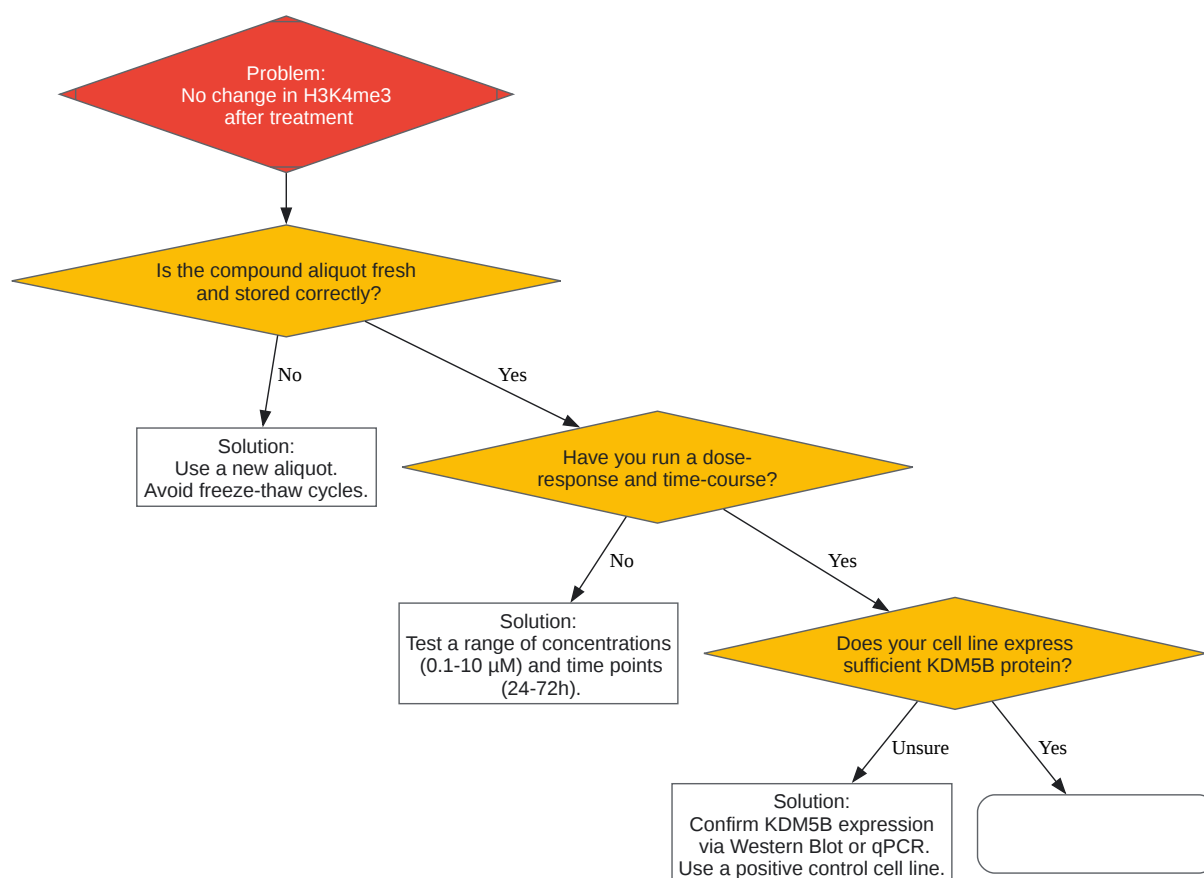 Problem:
No change in H3K4me3
after treatment
Is the compound aliquot fresh
and stored correctly?
No
Yes
Solution:
Use a new aliquot.
Avoid freeze-thaw cycles.
Have you run a dose-
response and time-course?
No
Yes
Solution:
Test a range of concentrations
(0.1-10 µM) and time points
(24-72h).
Does your cell line express
sufficient KDM5B protein?
Unsure
Yes
Solution:
Confirm KDM5B expression
via Western Blot or qPCR.
Use a positive control cell line.